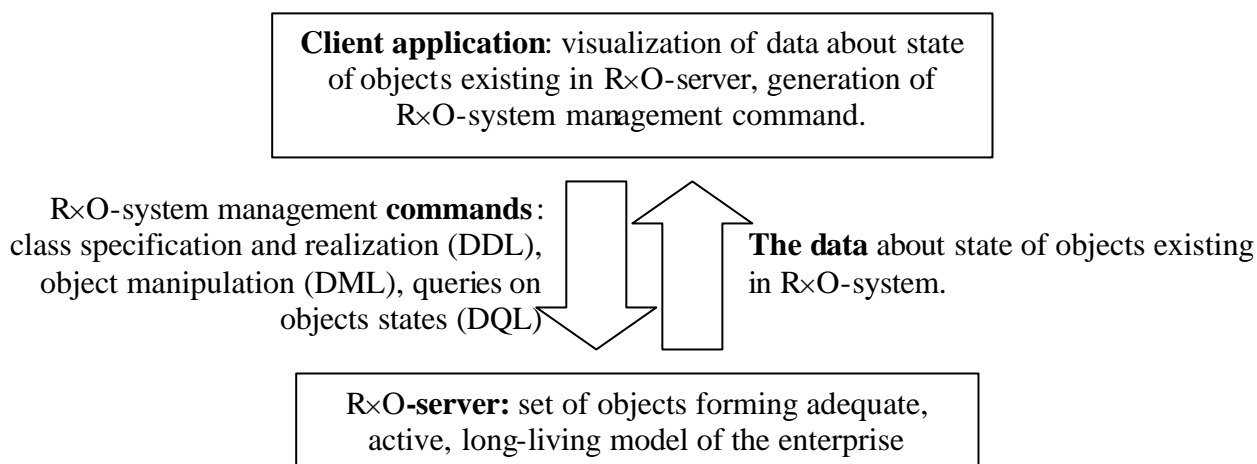 Client application: visualization of data about state
of objects existing in R×O-server, generation of
R×O-system management command.
R×O-system management commands:
class specification and realization (DDL),
object manipulation (DML), queries on
objects states (DQL)
The data about state of objects existing
in R×O-system.
R×O-server: set of objects forming adequate,
active, long-living model of the enterprise